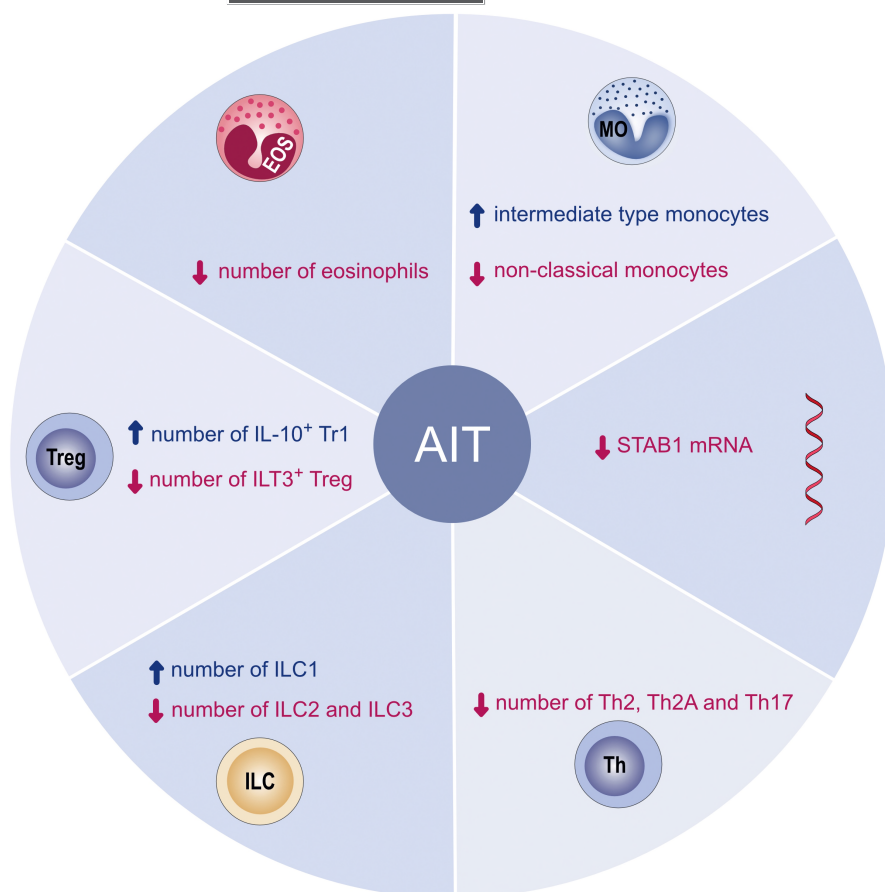 EOS
↓ number of eosinophils
MO
↑ intermediate type monocytes
↓ non-classical monocytes
Treg
↑ number of IL-10⁺ Tr1
↓ number of ILT3⁺ Treg
AIT
↓ STAB1 mRNA
↑ number of ILC1
↓ number of ILC2 and ILC3
ILC
↓ number of Th2, Th2A and Th17
Th